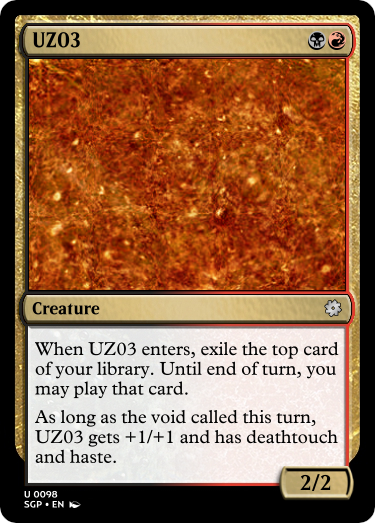 UZ03
Creature
When UZ03 enters, exile the top card
of your library. Until end of turn, you
may play that card.
As long as the void called this turn,
UZ03 gets +1/+1 and has deathtouch
and haste.
2/2
U 0098
SGP • EN